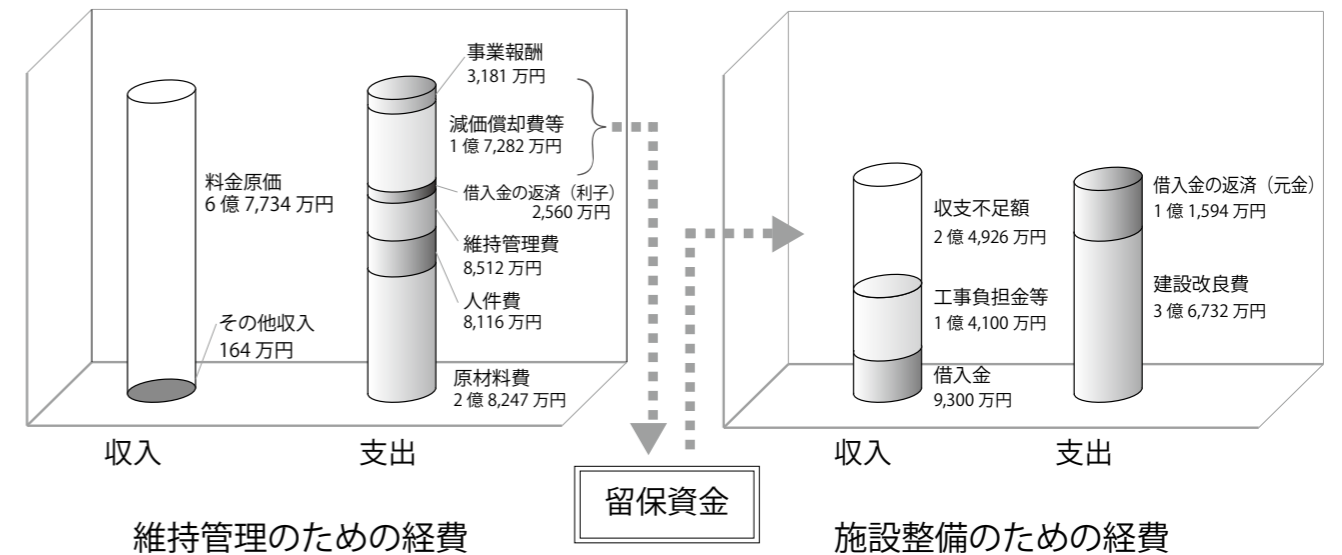 料金原価
6 億 7,734 万円
その他収入
164 万円
収入
事業報酬
3,181 万円
減価償却費等
1 億 7,282 万円
借入金の返済（利子）
2,560 万円
維持管理費
8,512 万円
人件費
8,116 万円
原材料費
2 億 8,247 万円
支出
維持管理のための経費
留保資金
収支不足額
2 億 4,926 万円
工事負担金等
1 億 4,100 万円
借入金
9,300 万円
収入
借入金の返済（元金）
1 億 1,594 万円
建設改良費
3 億 6,732 万円
支出
施設整備のための経費